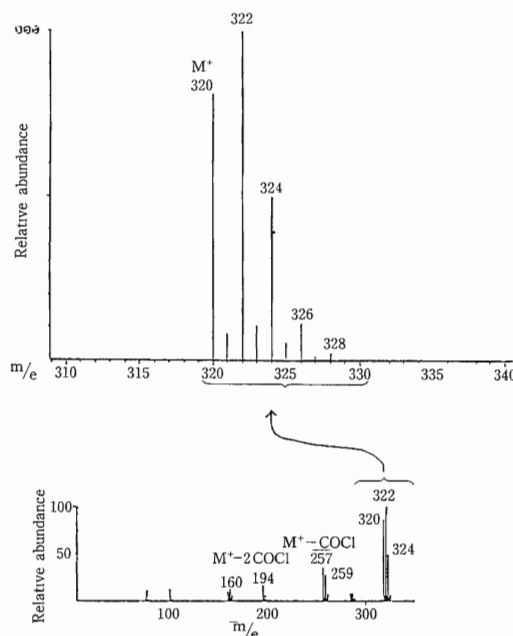 322
M⁺
320
324
326
328
Relative abundance
m/e
310 315 320 325 330 335 340
322
100
320
50
324
M⁺−COCl
M⁺−2COCl
257
259
160
194
Relative abundance
100 200 300
m/e